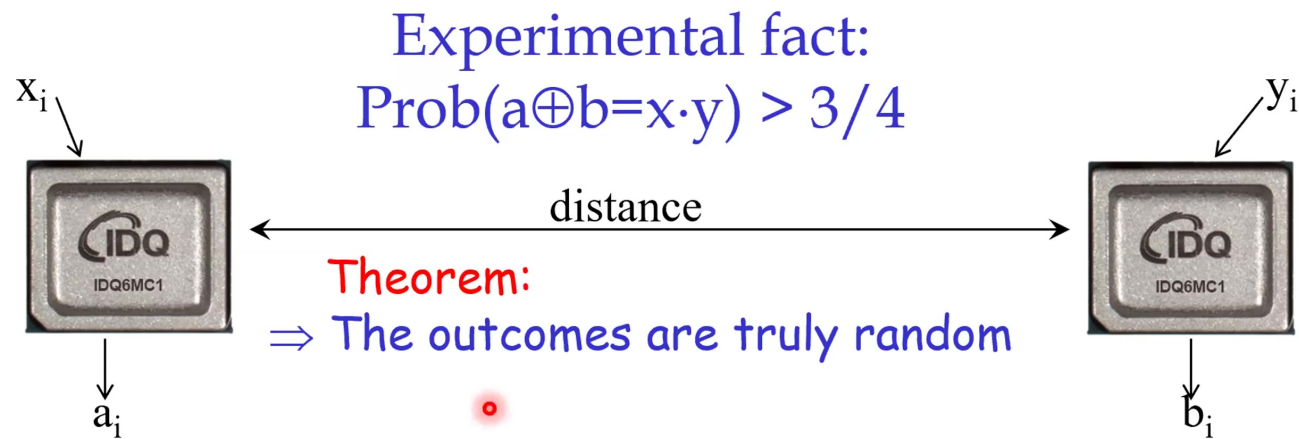 Experimental fact:
Prob(a⊕b=x·y) > 3/4
xᵢ
yᵢ
distance
IDQ
IDQ6MC1
IDQ
IDQ6MC1
Theorem:
⇒ The outcomes are truly random
aᵢ
bᵢ